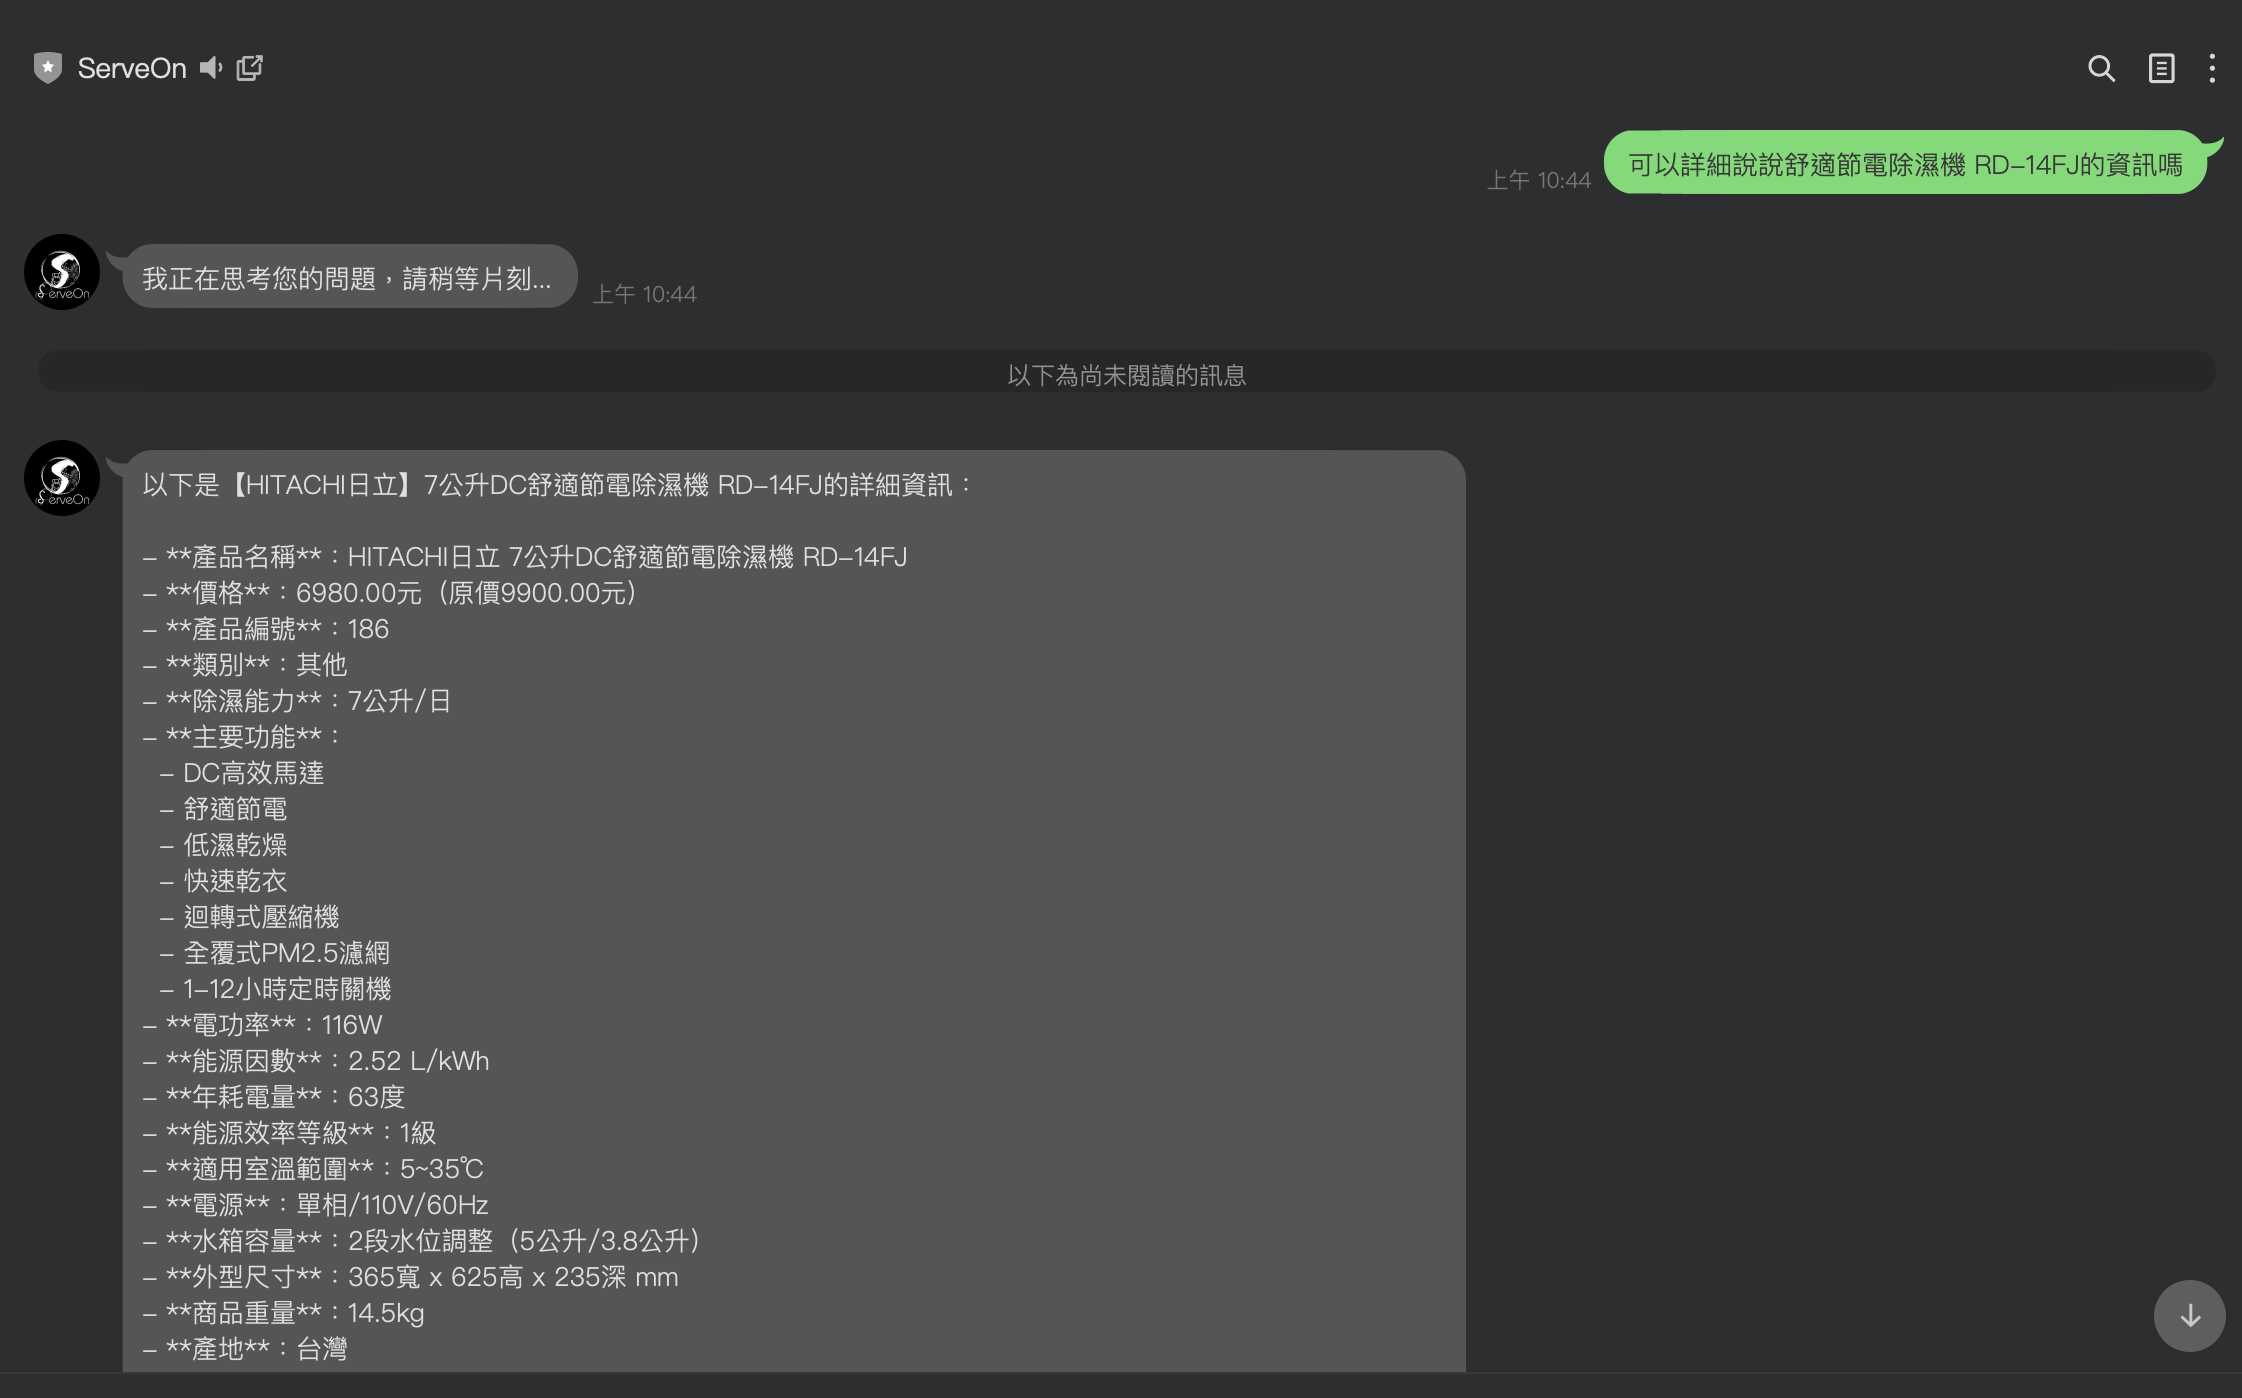 ServeOn
可以詳細說說舒適節電除濕機 RD-14FJ的資訊嗎
上午 10:44
我正在思考您的問題，請稍等片刻...
上午 10:44
以下為尚未閱讀的訊息
以下是【HITACHI日立】7公升DC舒適節電除濕機 RD-14FJ的詳細資訊：
- **產品名稱**：HITACHI日立 7公升DC舒適節電除濕機 RD-14FJ
- **價格**：6980.00元（原價9900.00元）
- **產品編號**：186
- **類別**：其他
- **除濕能力**：7公升/日
- **主要功能**：
- DC高效馬達
- 舒適節電
- 低濕乾燥
- 快速乾衣
- 迴轉式壓縮機
- 全覆式PM2.5濾網
- 1-12小時定時關機
- **電功率**：116W
- **能源因數**：2.52 L/kWh
- **年耗電量**：63度
- **能源效率等級**：1級
- **適用室溫範圍**：5~35℃
- **電源**：單相/110V/60Hz
- **水箱容量**：2段水位調整（5公升/3.8公升）
- **外型尺寸**：365寬 x 625高 x 235深 mm
- **商品重量**：14.5kg
- **產地**：台灣